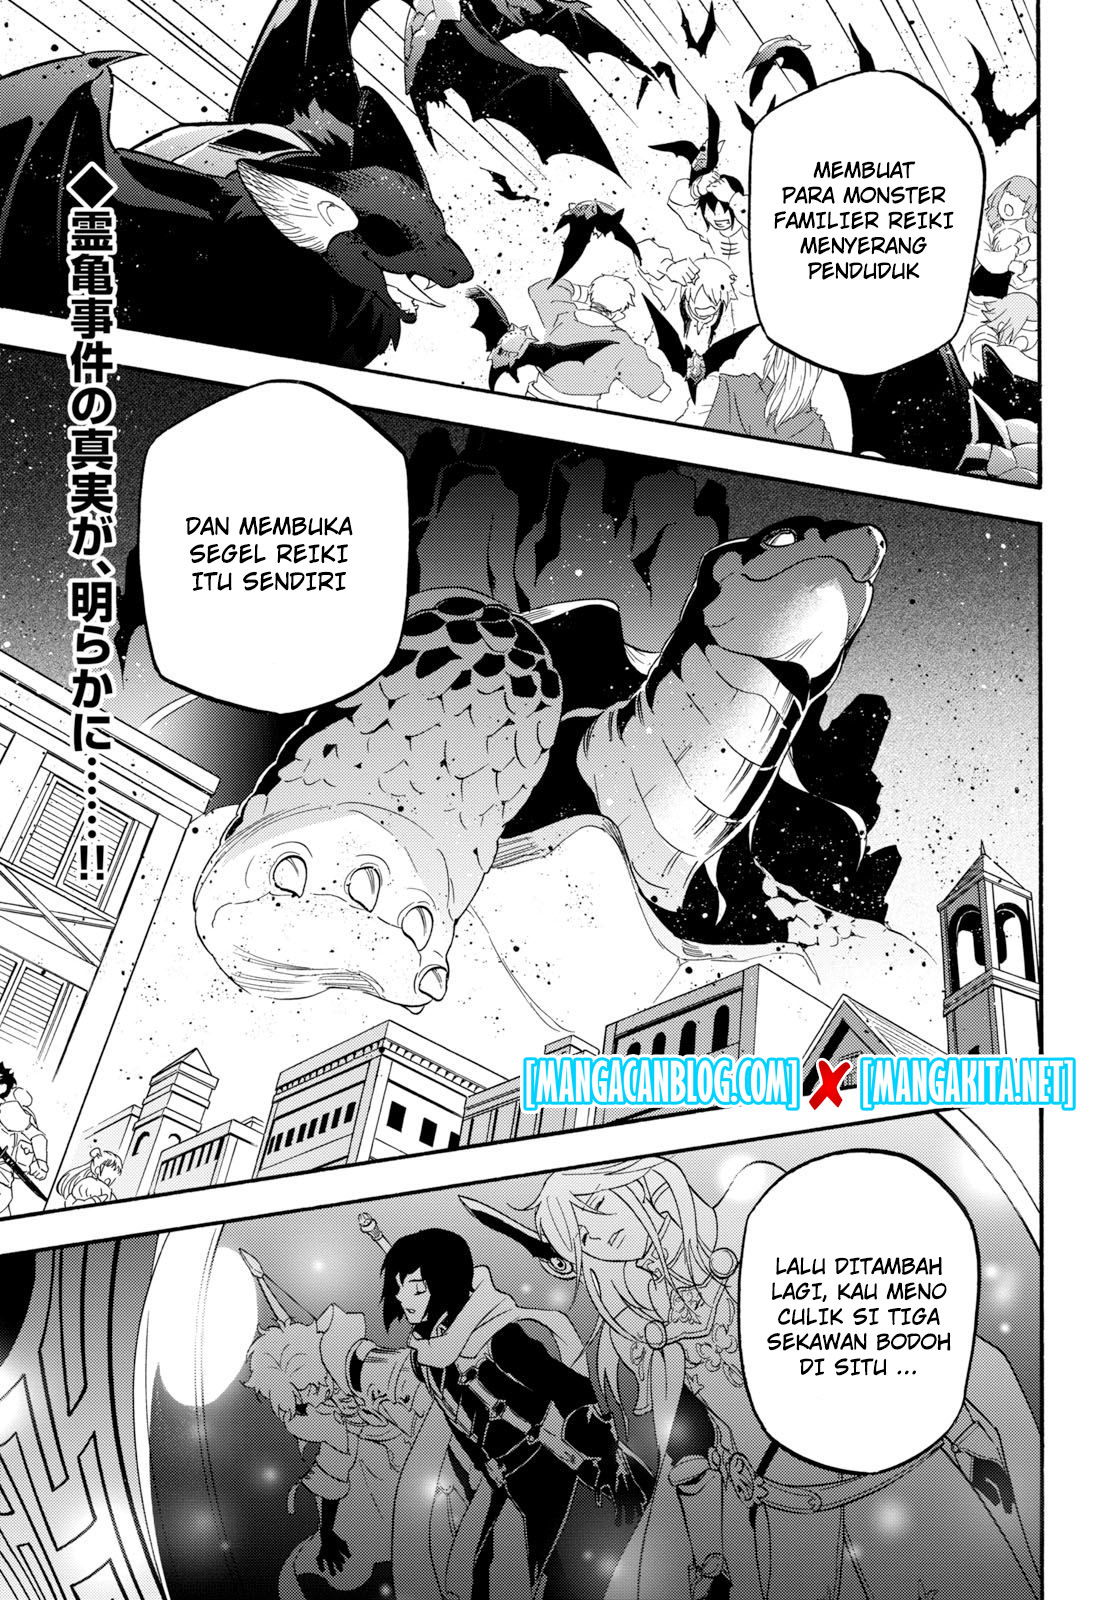 MEMBUAT
PARA MONSTER
FAMILIER REIKI
MENYERANG
PENDUDUK
◆霊亀事件の真実が、明らかに……!!
DAN MEMBUKA
SEGEL REIKI
ITU SENDIRI
[MANGACANBLOG.COM] X [MANGAKITA.NET]
LALU DITAMBAH
LAGI, KAU MENO
CULIK SI TIGA
SEKAWAN BODOH
DI SITU ...